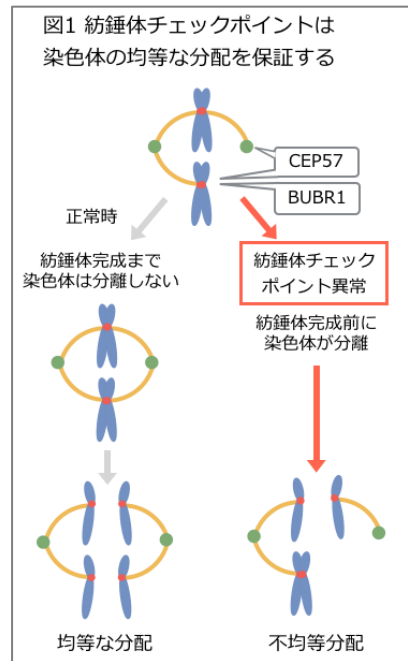 図1 紡錘体チェックポイントは
染色体の均等な分配を保証する
CEP57
BUBR1
正常時
紡錘体完成まで
染色体は分離しない
紡錘体チェック
ポイント異常
紡錘体完成前に
染色体が分離
均等な分配
不均等分配